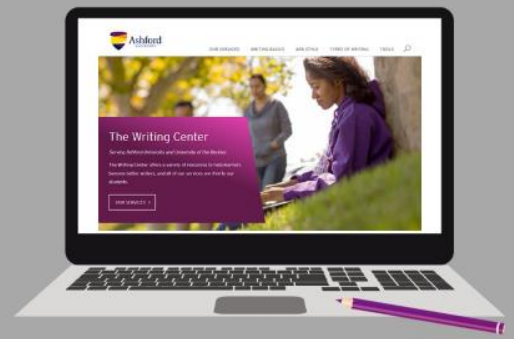 Ashford
OUR SERVICES WRITING BASICS APA STYLE TYPES OF WRITING TOOLS
The Writing Center
Serving Ashford University and University of the Rockies
The Writing Center offers a variety of resources to help learners
become better writers, and all of our services are free to our
students.
OUR SERVICES >